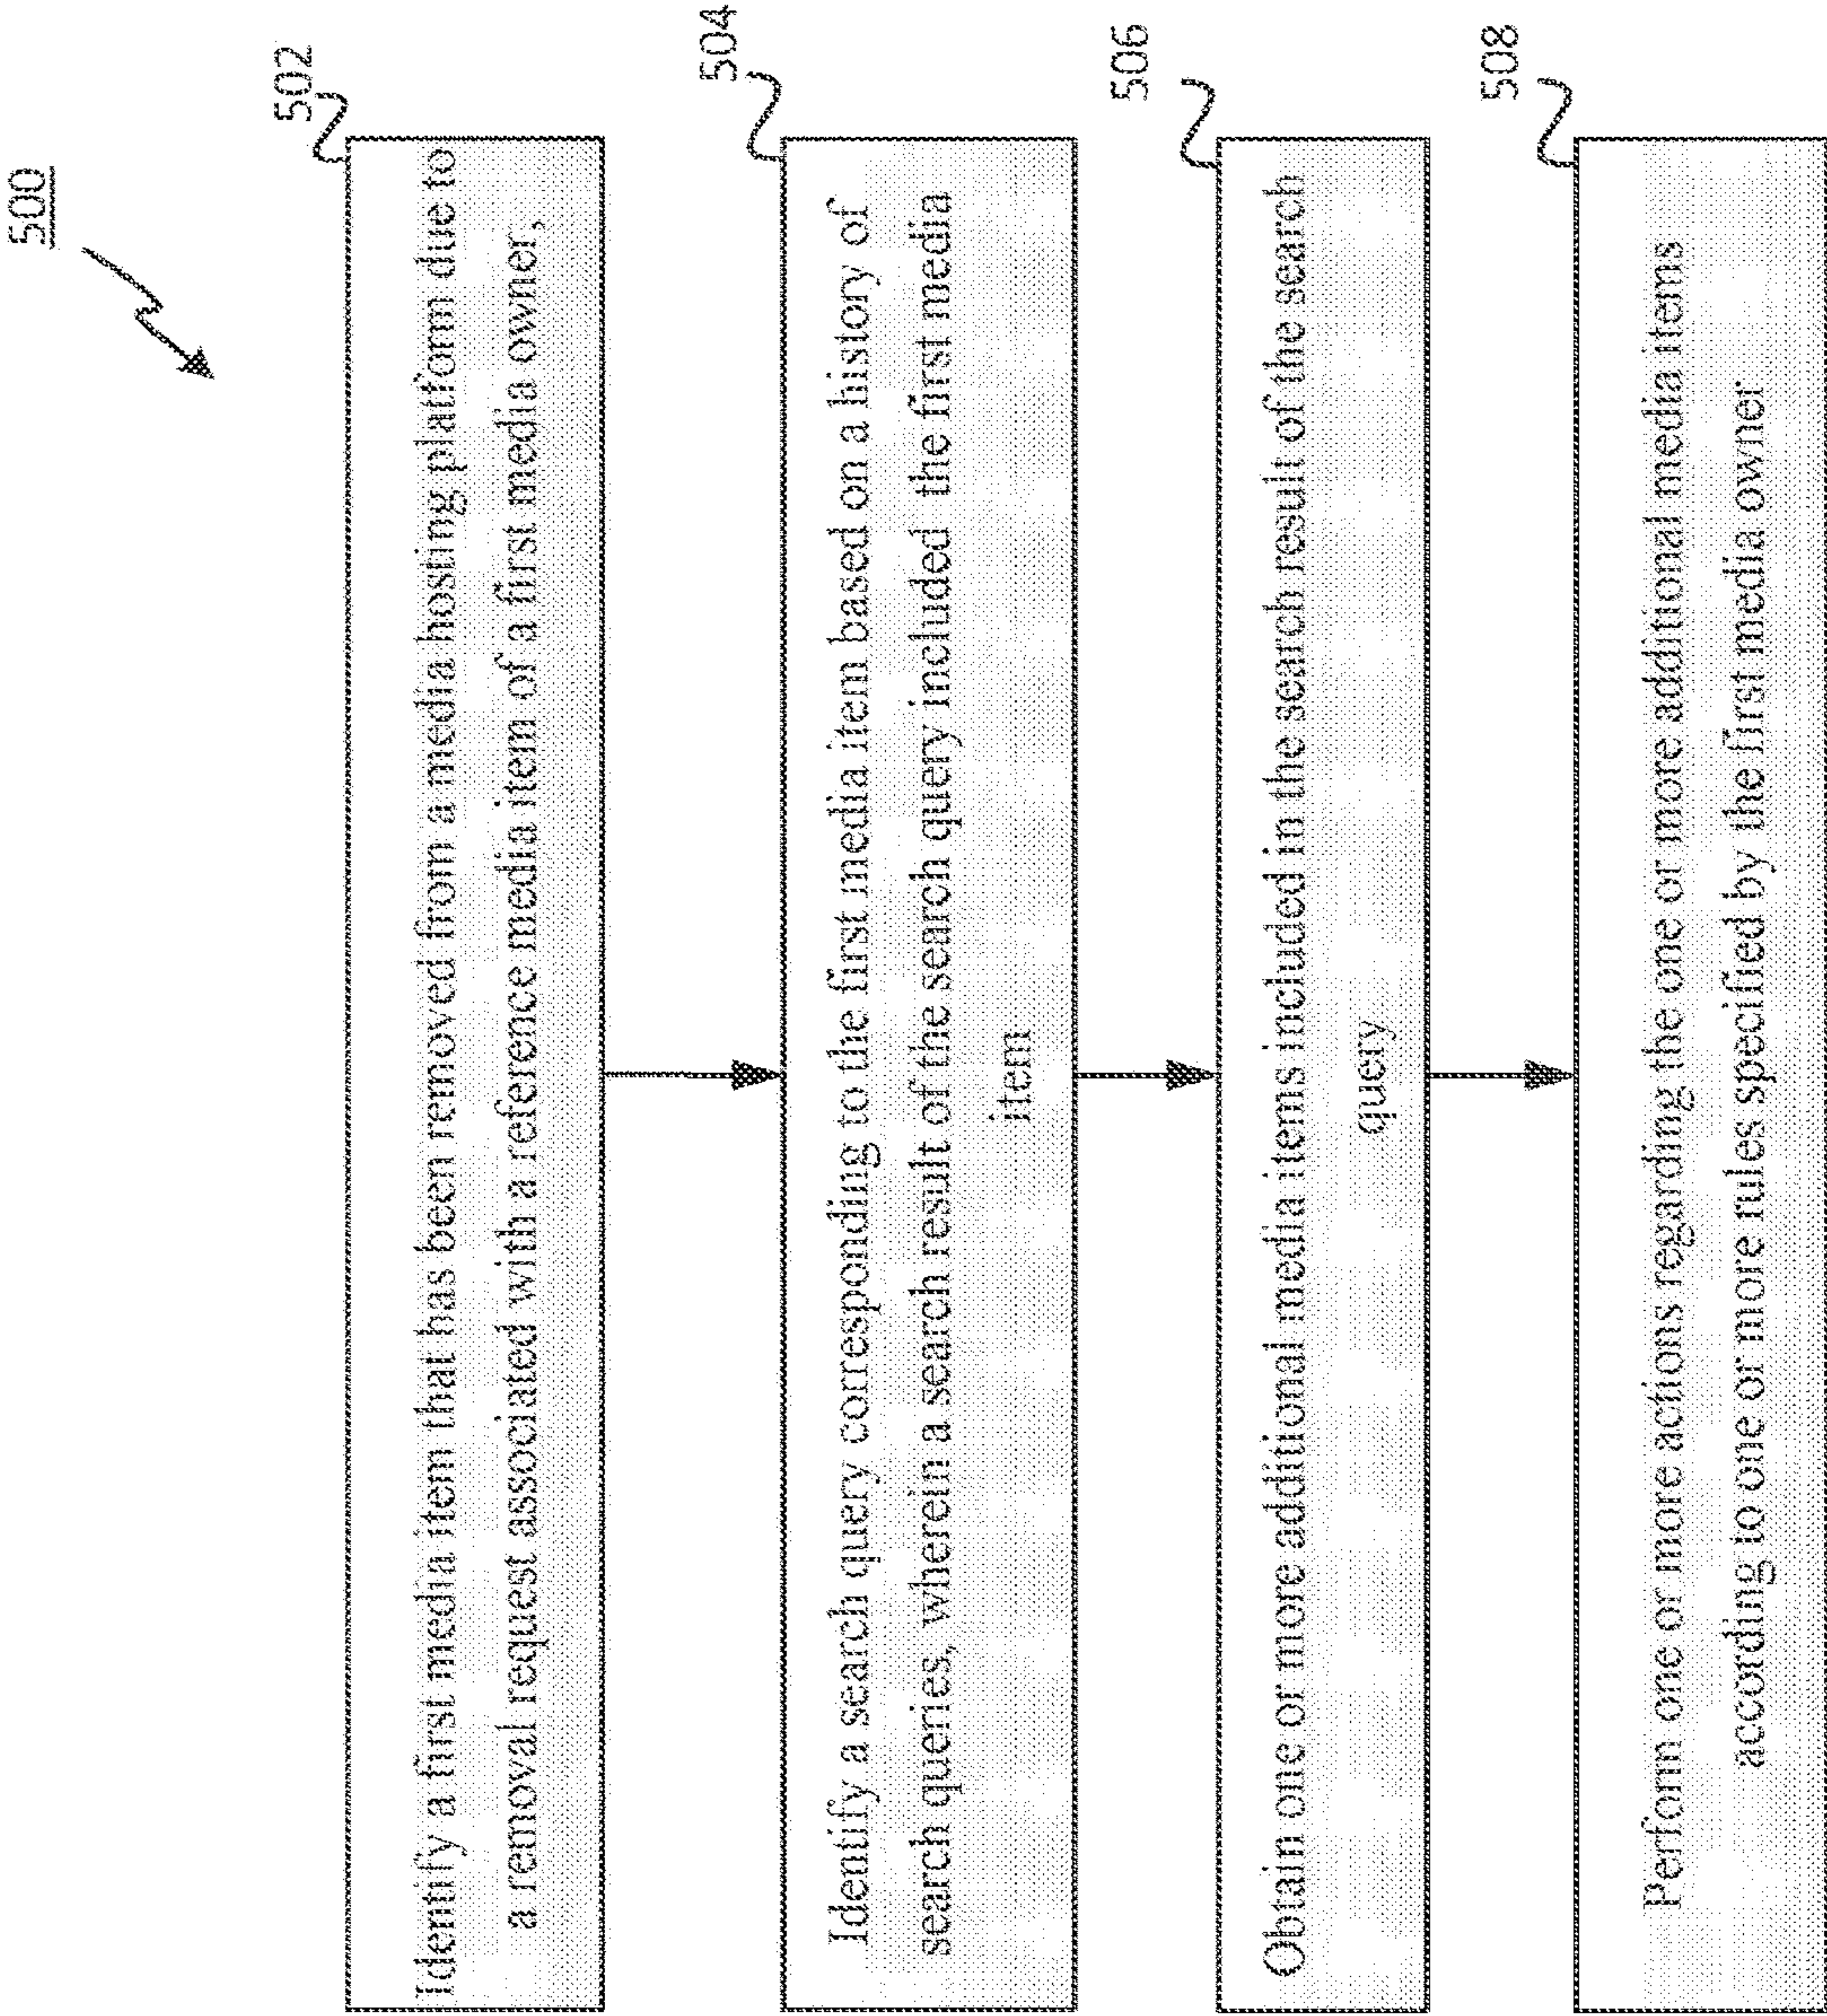 500
502
Identify a first media item that has been removed from a media hosting platform due to
a removal request associated with a reference media item of a first media owner,
504
Identify a search query corresponding to the first media item based on a history of
search queries, wherein a search result of the search query included the first media
item
506
Obtain one or more additional media items included in the search result of the search
query
508
Perform one or more actions regarding the one or more additional media items
according to one or more rules specified by the first media owner